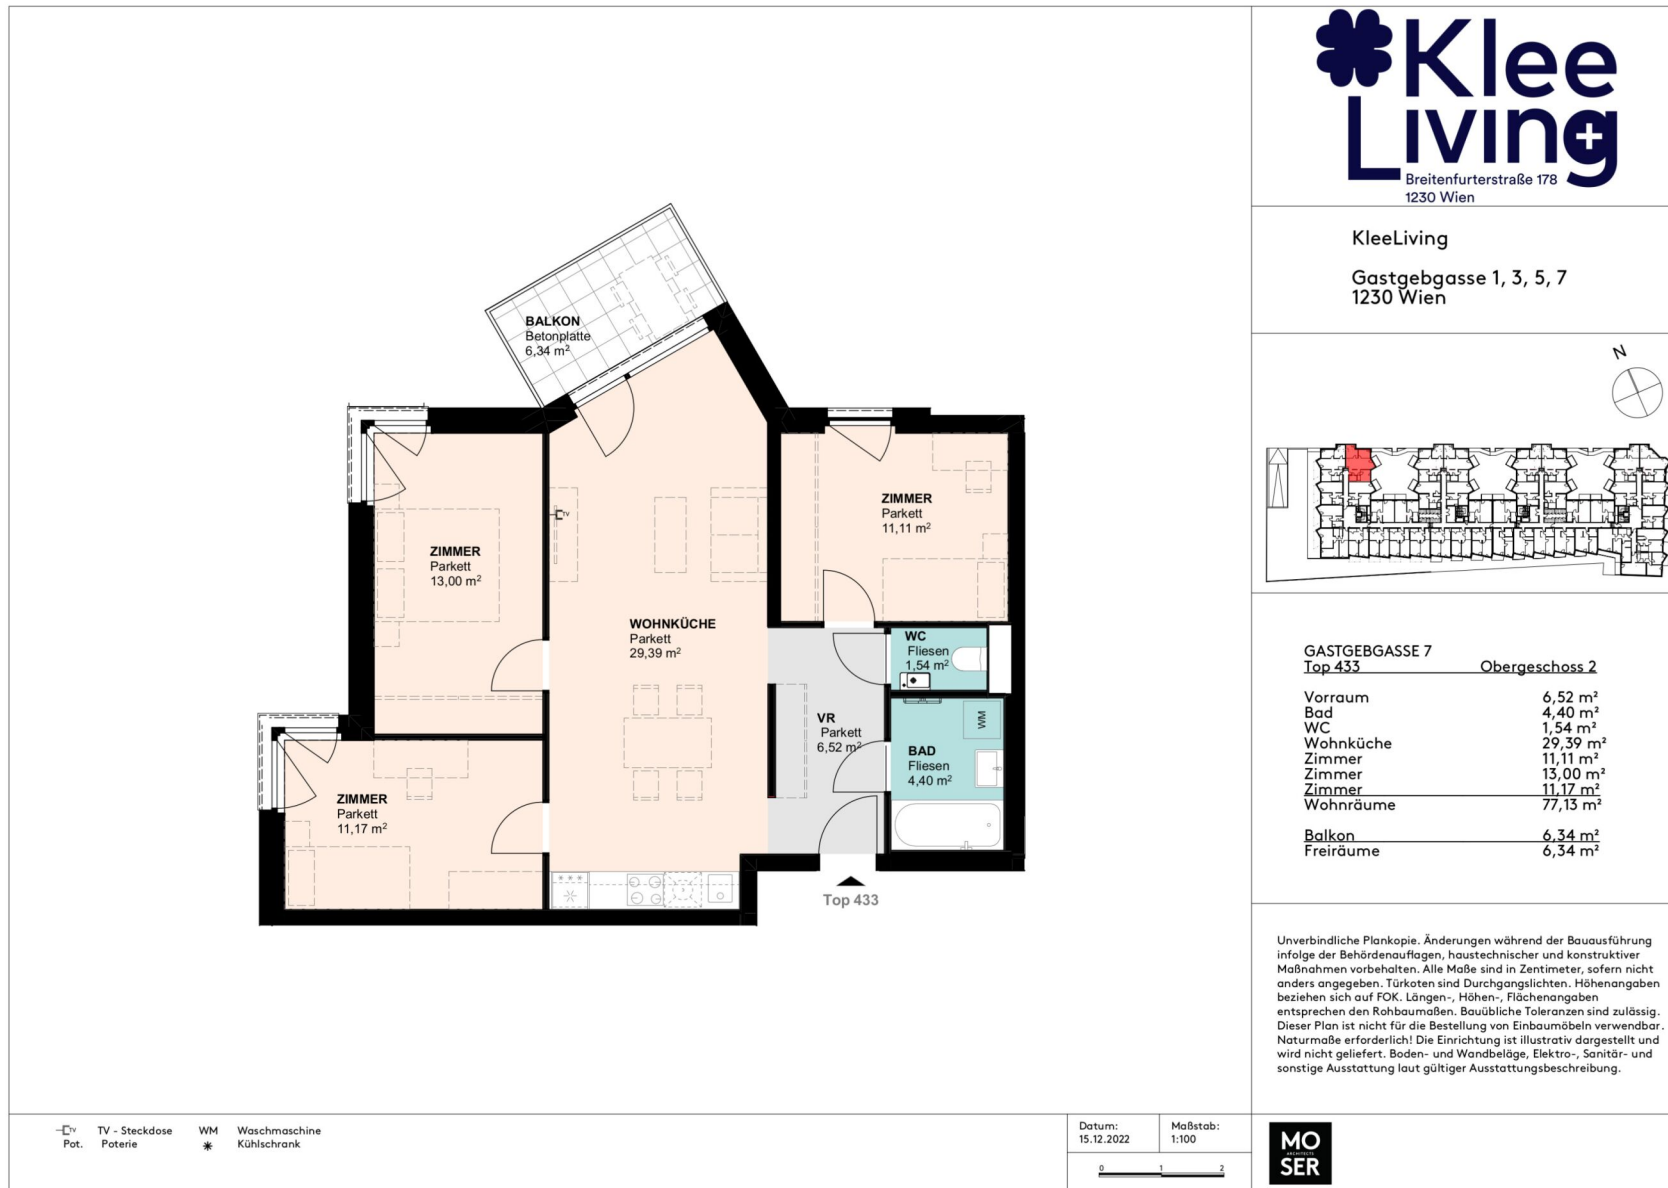 Klee
Living
Breitenfurterstraße 178
1230 Wien
KleeLiving
Gastgebgasse 1, 3, 5, 7
1230 Wien
N
BALKON
Betonplatte
6,34 m²
ZIMMER
Parkett
13,00 m²
TV
WOHNKÜCHE
Parkett
29,39 m²
ZIMMER
Parkett
11,11 m²
WC
Fliesen
1,54 m²
VR
Parkett
6,52 m²
WM
BAD
Fliesen
4,40 m²
ZIMMER
Parkett
11,17 m²
Top 433
GASTGEBGASSE 7
Top 433 Obergeschoss 2
Vorraum 6,52 m²
Bad 4,40 m²
WC 1,54 m²
Wohnküche 29,39 m²
Zimmer 11,11 m²
Zimmer 13,00 m²
Zimmer 11,17 m²
Wohnräume 77,13 m²
Balkon 6,34 m²
Freiräume 6,34 m²
Unverbindliche Plankopie. Änderungen während der Bauausführung
infolge der Behördenauflagen, haustechnischer und konstruktiver
Maßnahmen vorbehalten. Alle Maße sind in Zentimeter, sofern nicht
anders angegeben. Türkoten sind Durchgangslichten. Höhenangaben
beziehen sich auf FOK. Längen-, Höhen-, Flächenangaben
entsprechen den Rohbaumaßen. Bauübliche Toleranzen sind zulässig.
Dieser Plan ist nicht für die Bestellung von Einbaumöbeln verwendbar.
Naturmaße erforderlich! Die Einrichtung ist illustrativ dargestellt und
wird nicht geliefert. Boden- und Wandbeläge, Elektro-, Sanitär- und
sonstige Ausstattung laut gültiger Ausstattungsbeschreibung.
TV TV - Steckdose WM Waschmaschine
Pot. Poterie Kühlschrank
Datum: Maßstab:
15.12.2022 1:100
0 1 2
MO
ARCHITECTS
SER